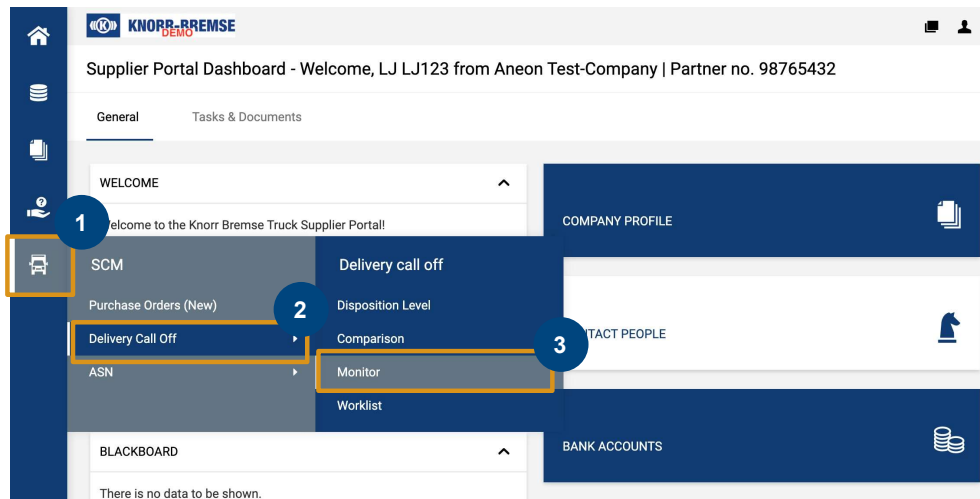 KNORR-BREMSE
DEMO
Supplier Portal Dashboard - Welcome, LJ LJ123 from Aneon Test-Company | Partner no. 98765432
General
Tasks & Documents
WELCOME
elcome to the Knorr Bremse Truck Supplier Portal!
COMPANY PROFILE
1
SCM
Delivery call off
Purchase Orders (New)
2
Disposition Level
Delivery Call Off
Comparison
3
TACT PEOPLE
ASN
Monitor
Worklist
BLACKBOARD
BANK ACCOUNTS
There is no data to be shown.